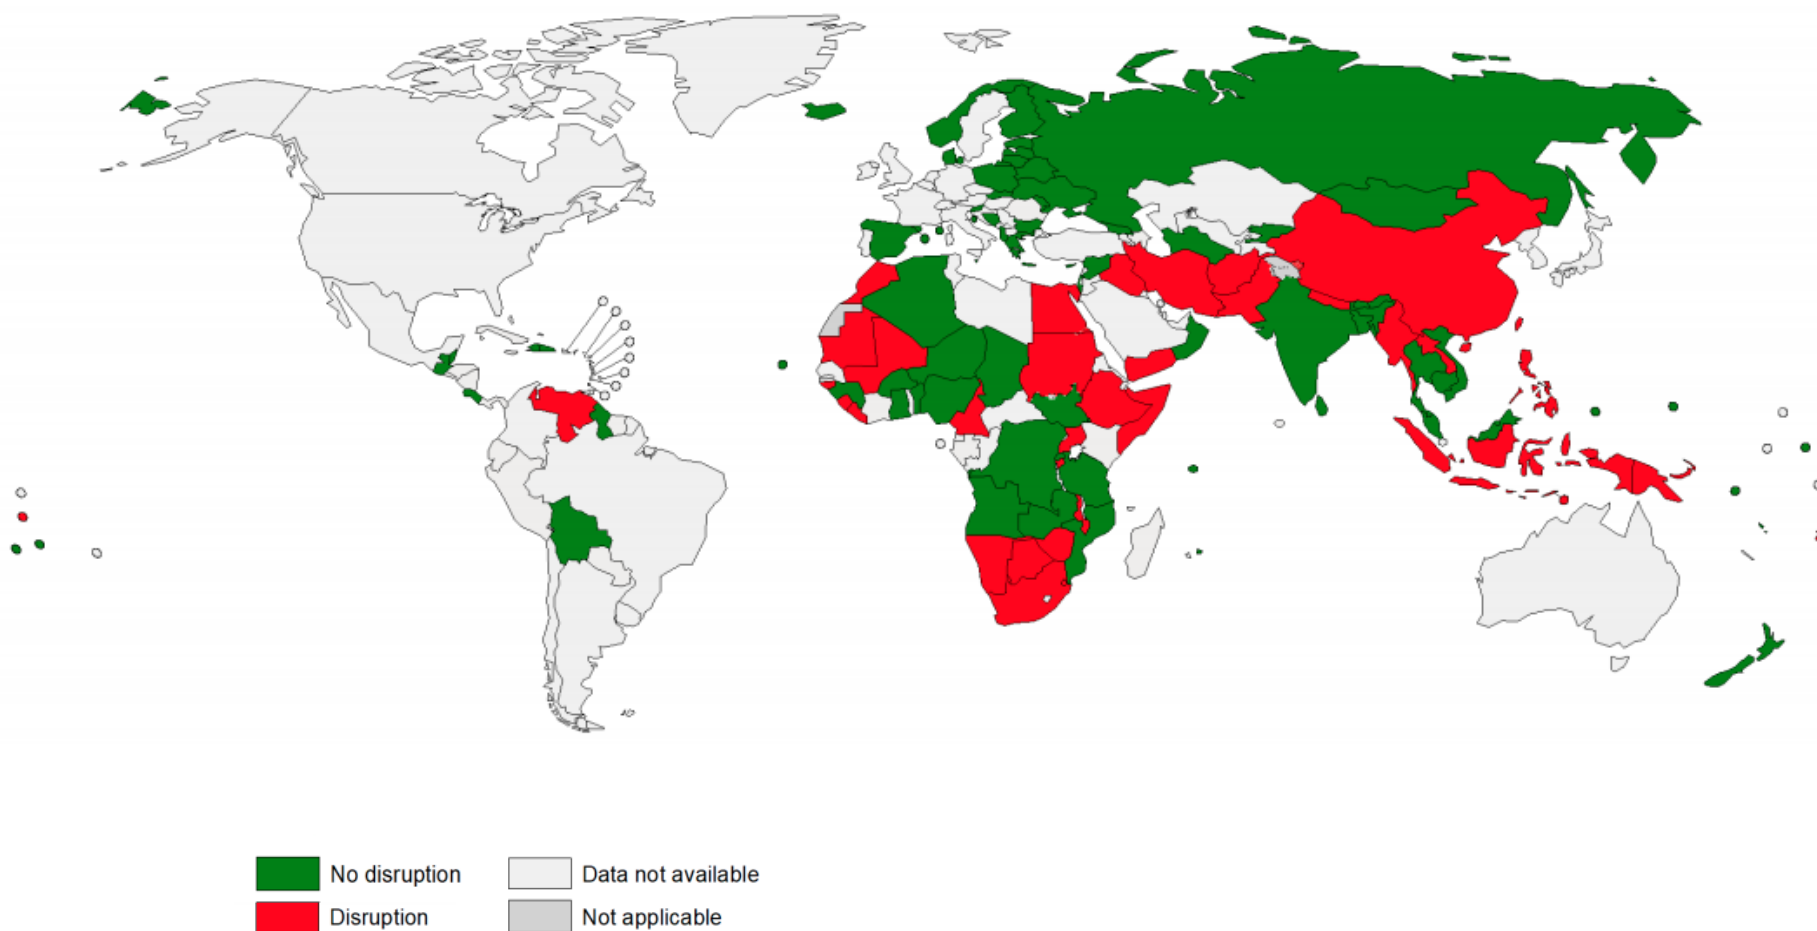 No disruption
Data not available
Disruption
Not applicable